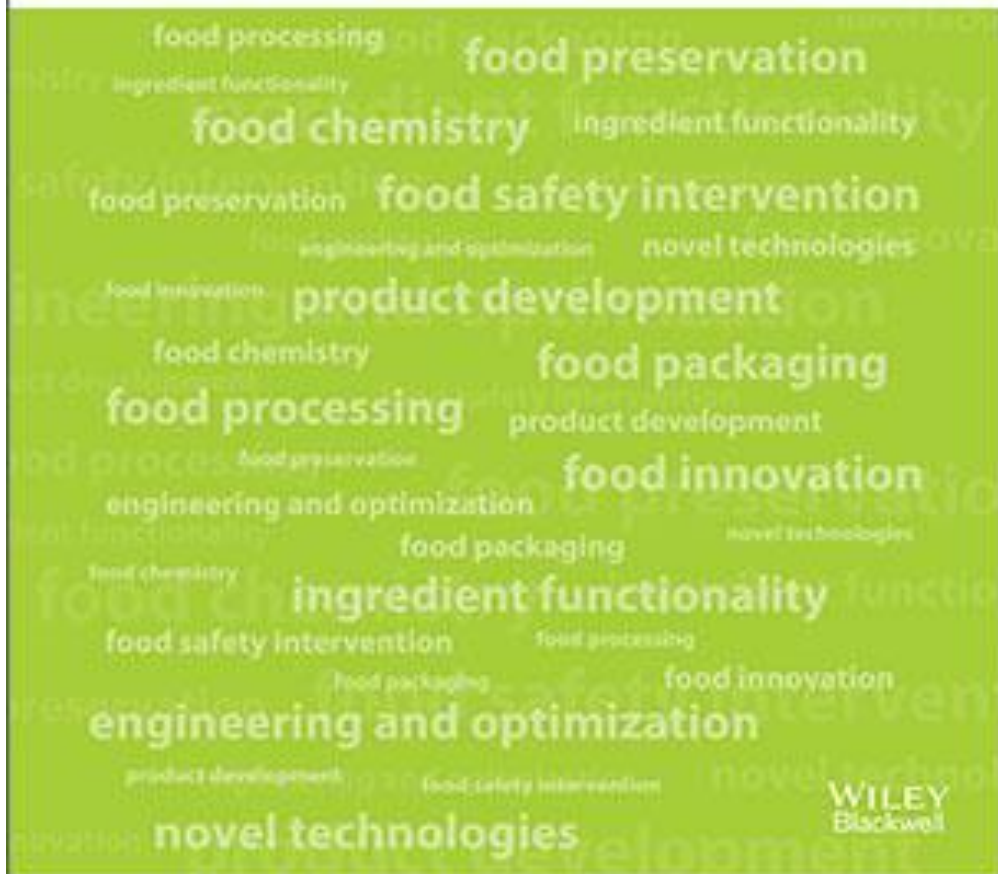 food processing
food preservation
ingredient functionality
food chemistry
ingredient functionality
food preservation
food safety intervention
engineering and optimization
novel technologies
food innovation
product development
food chemistry
food packaging
food processing
product development
food preservation
food innovation
engineering and optimization
novel technologies
food packaging
food chemistry
ingredient functionality
food safety intervention
food processing
food packaging
food innovation
engineering and optimization
product development
food safety intervention
WILEY
Blackwell
novel technologies